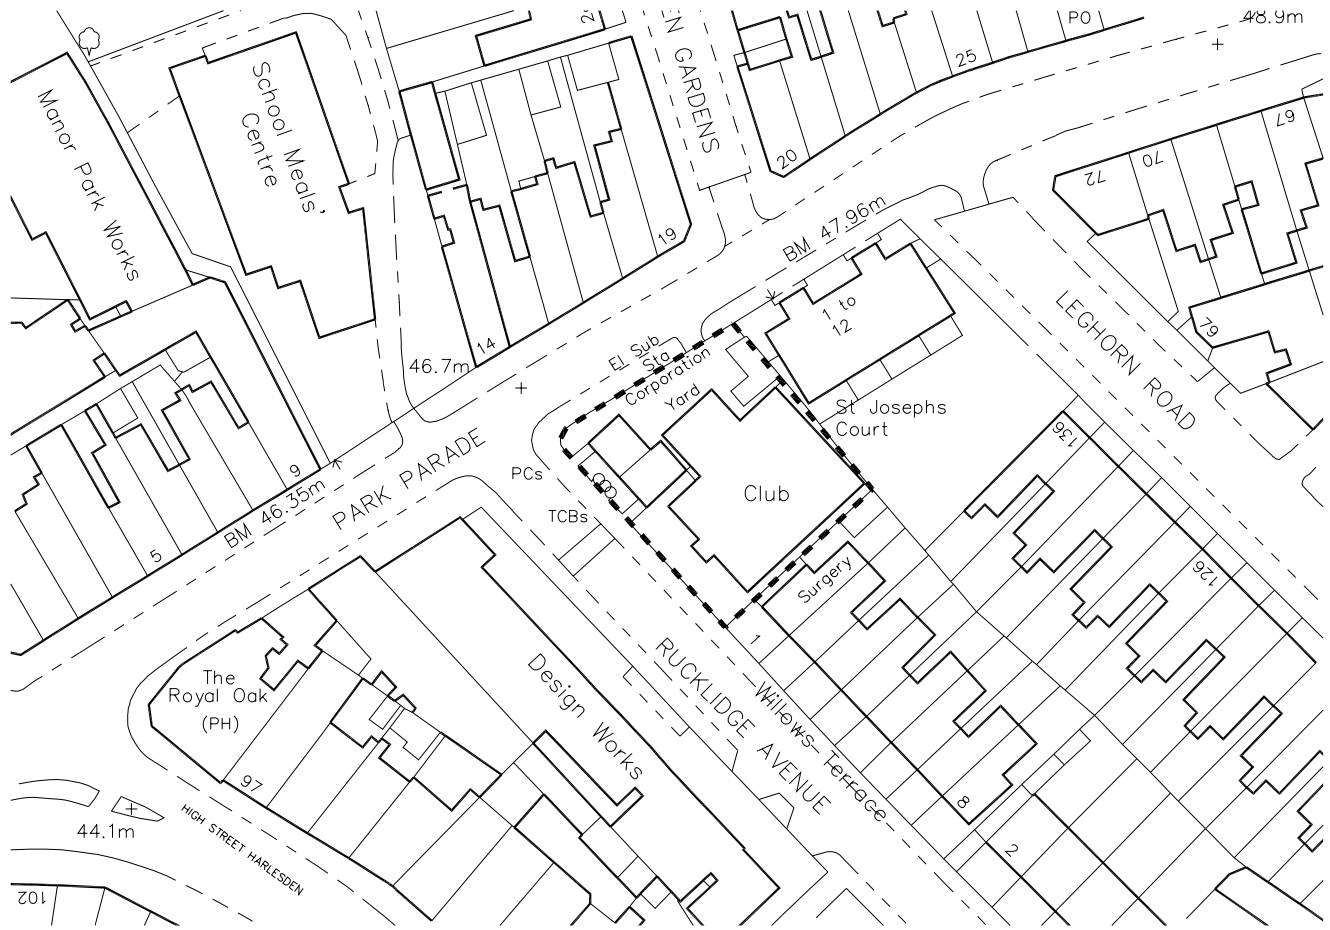 48.9m
PO
25
EN GARDENS
School Meals'
Centre
Manor Park Works
67
70
72
20
BM 47.96m
19
1 to
12
LEGHORN ROAD
79
El Sub
Sta
Corporation
Yard
46.7m
14
St Josephs
Court
136
PARK PARADE
BM 46.35m
9
5
PCs
TCBs
Club
126
Surgery
1
RUCKLIDGE AVENUE
Willows Terrace
Design Works
The
Royal Oak
(PH)
97
8
2
HIGH STREET HARLESDEN
44.1m
102